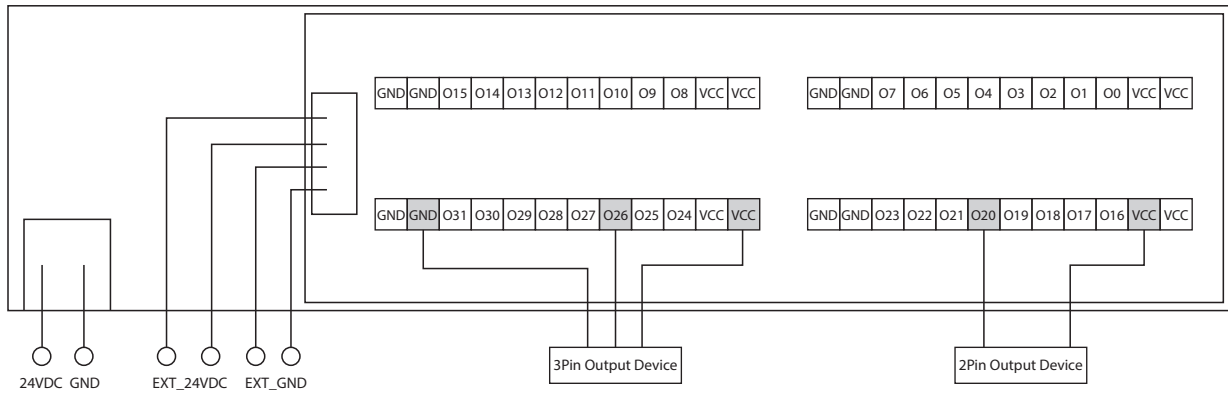 GND GND O15 O14 O13 O12 O11 O10 O9 O8 VCC VCC
GND GND O7 O6 O5 O4 O3 O2 O1 O0 VCC VCC
GND GND O31 O30 O29 O28 O27 O26 O25 O24 VCC VCC
GND GND O23 O22 O21 O20 O19 O18 O17 O16 VCC VCC
3Pin Output Device
2Pin Output Device
24VDC GND EXT_24VDC EXT_GND